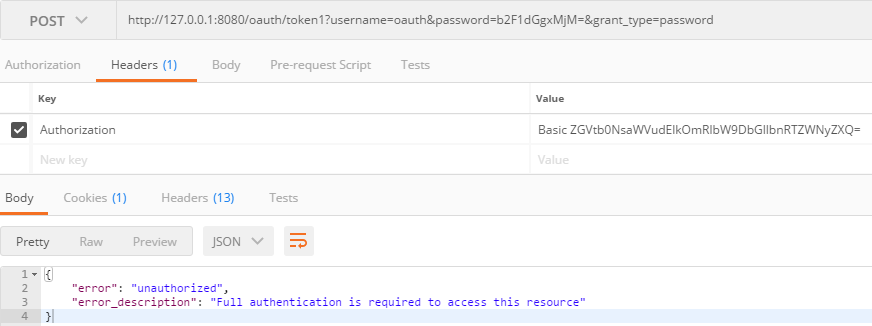 POST http://127.0.0.1:8080/oauth/token1?username=oauth&password=b2F1dGgxMjM=&grant_type=password
Authorization Headers (1) Body Pre-request Script Tests
Key Value
Authorization Basic ZGVtb0NsaWVudElkOmRlbW9DbGllbnRTZWNyZXQ=
New key Value
Body Cookies (1) Headers (13) Tests
Pretty Raw Preview JSON
1 {
2 "error": "unauthorized",
3 "error_description": "Full authentication is required to access this resource"
4 }